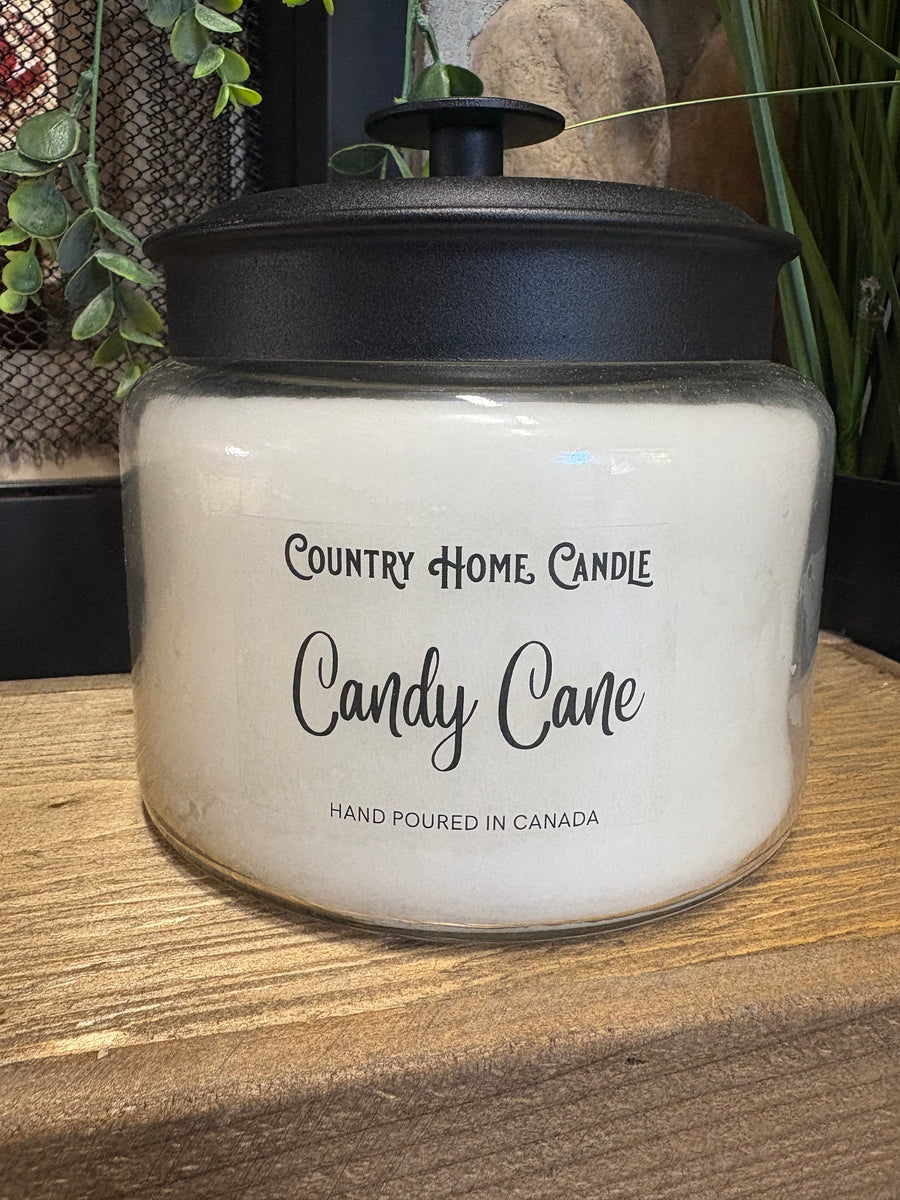 Country Home Candle
Candy Cane
HAND POURED IN CANADA